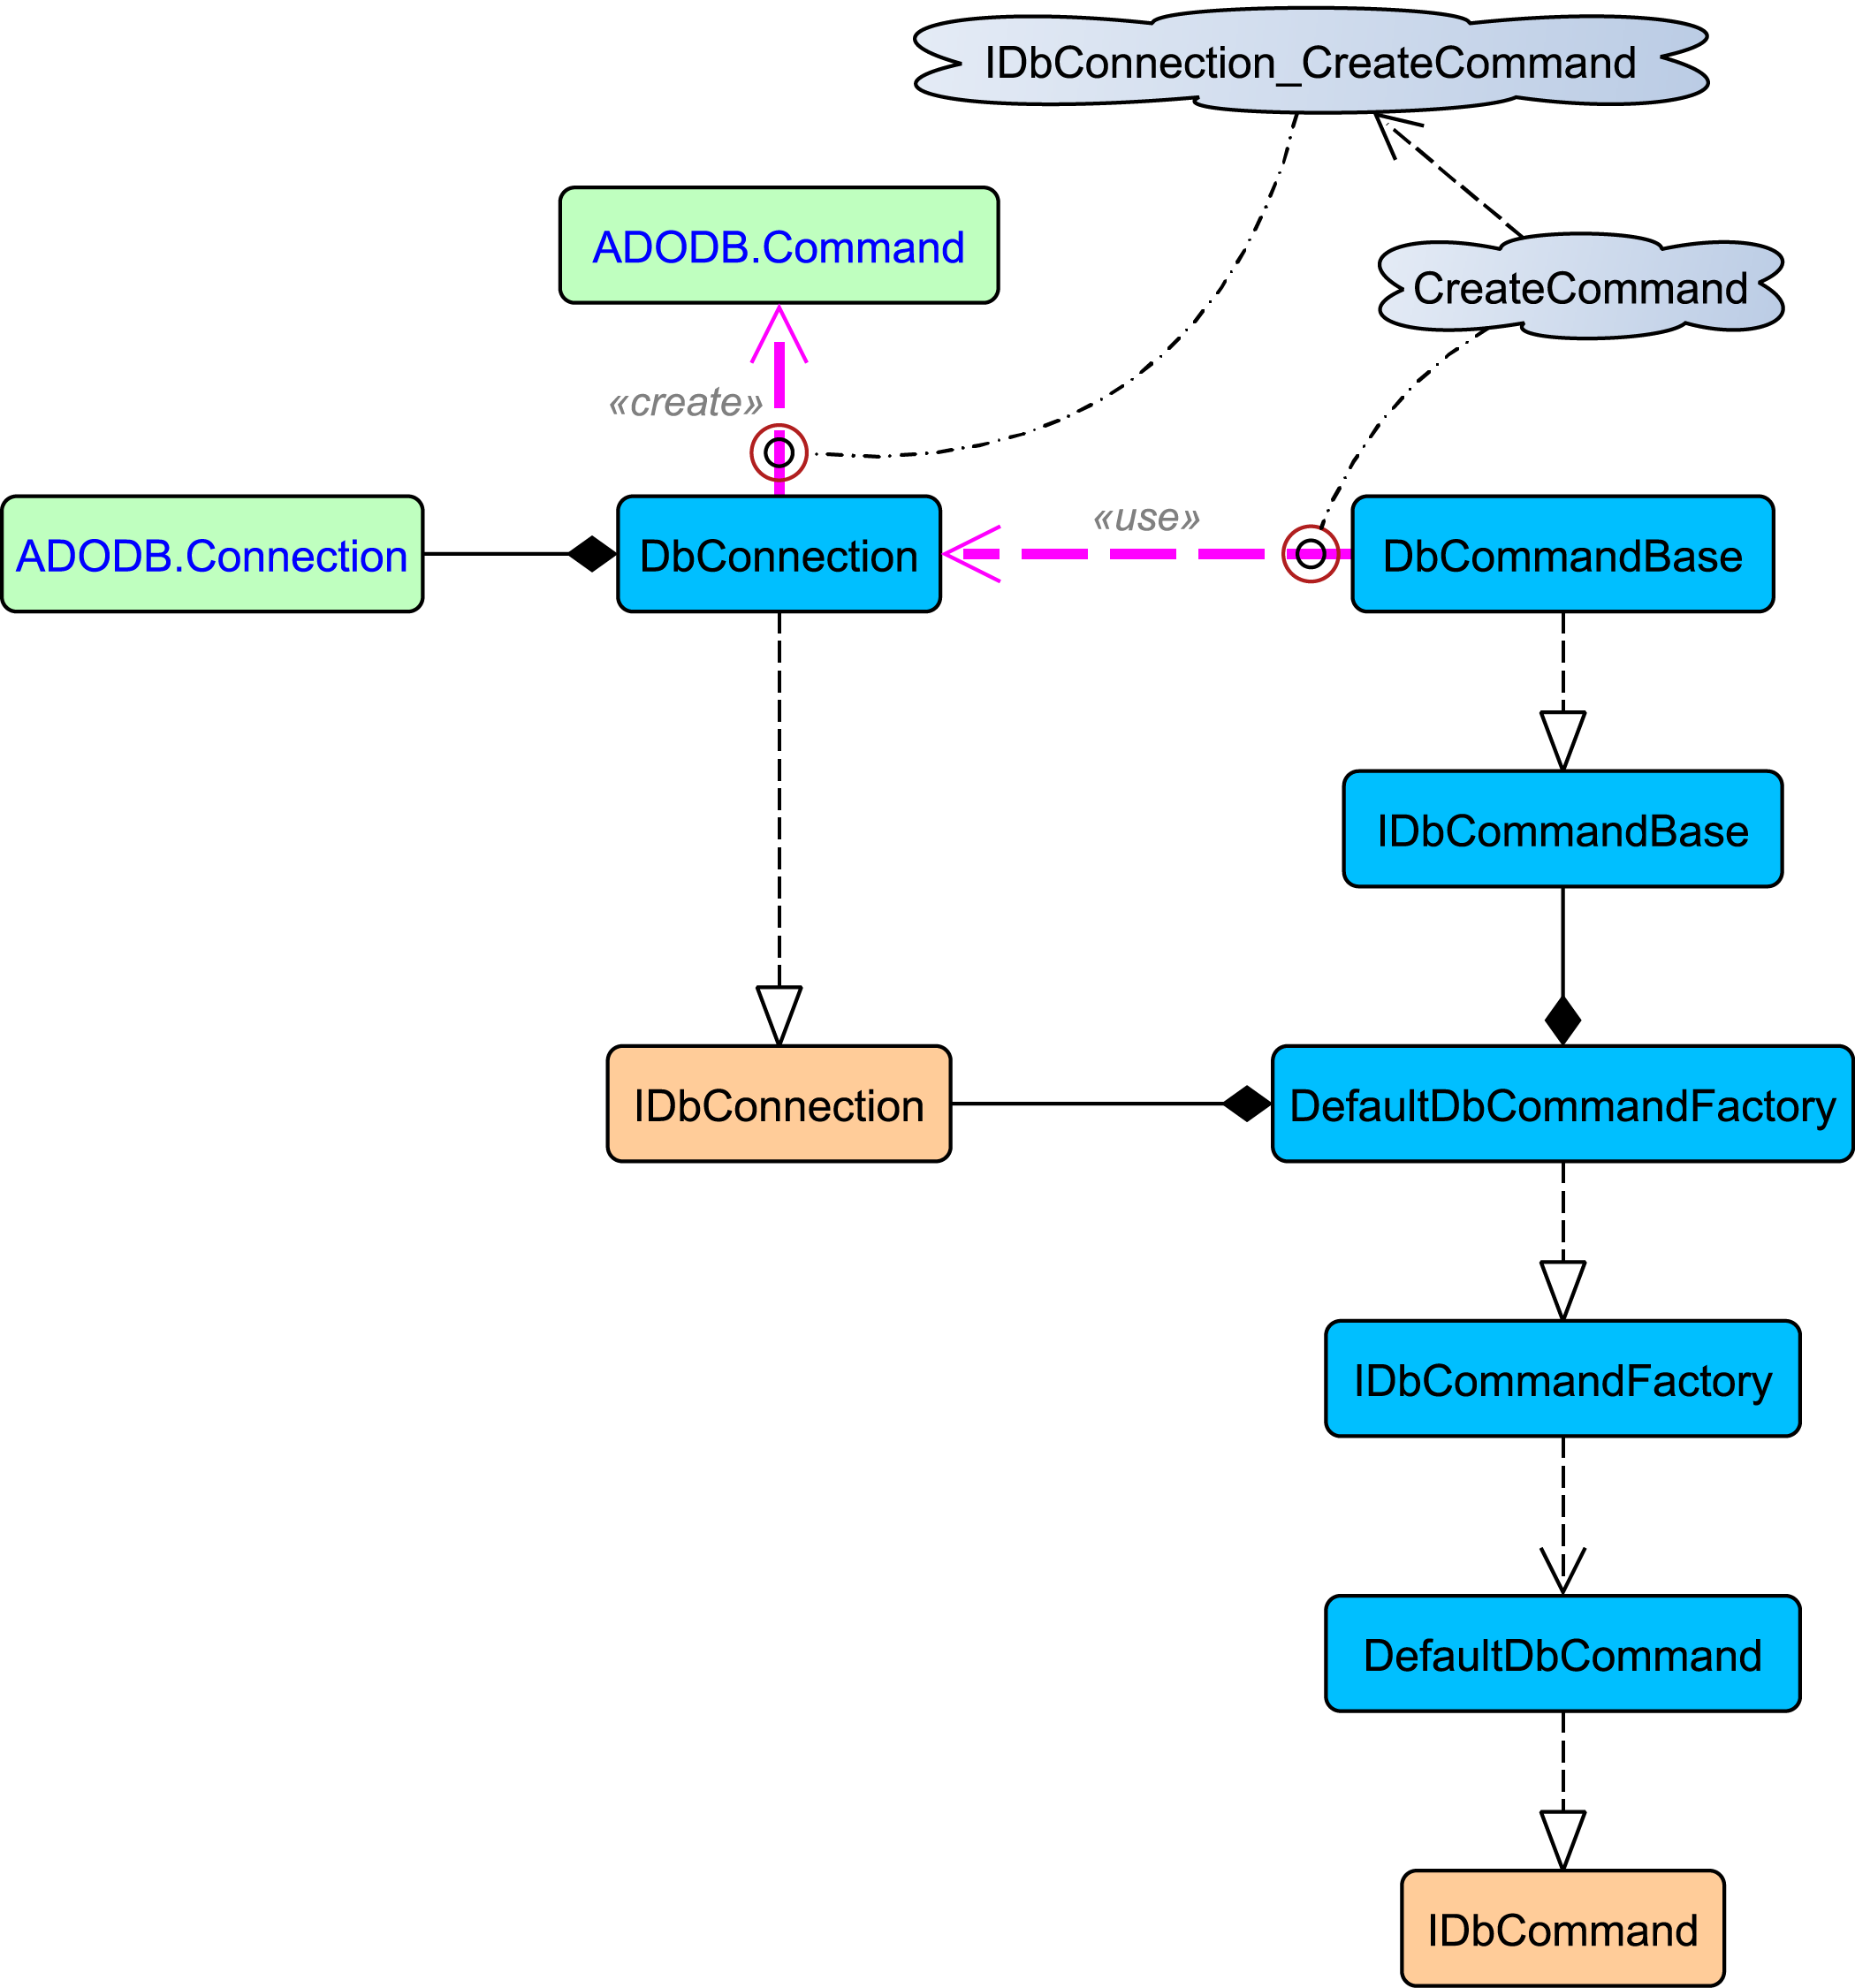 IDbConnection_CreateCommand
ADODB.Command
CreateCommand
«create»
«use»
ADODB.Connection
DbConnection
DbCommandBase
IDbCommandBase
IDbConnection
DefaultDbCommandFactory
IDbCommandFactory
DefaultDbCommand
IDbCommand